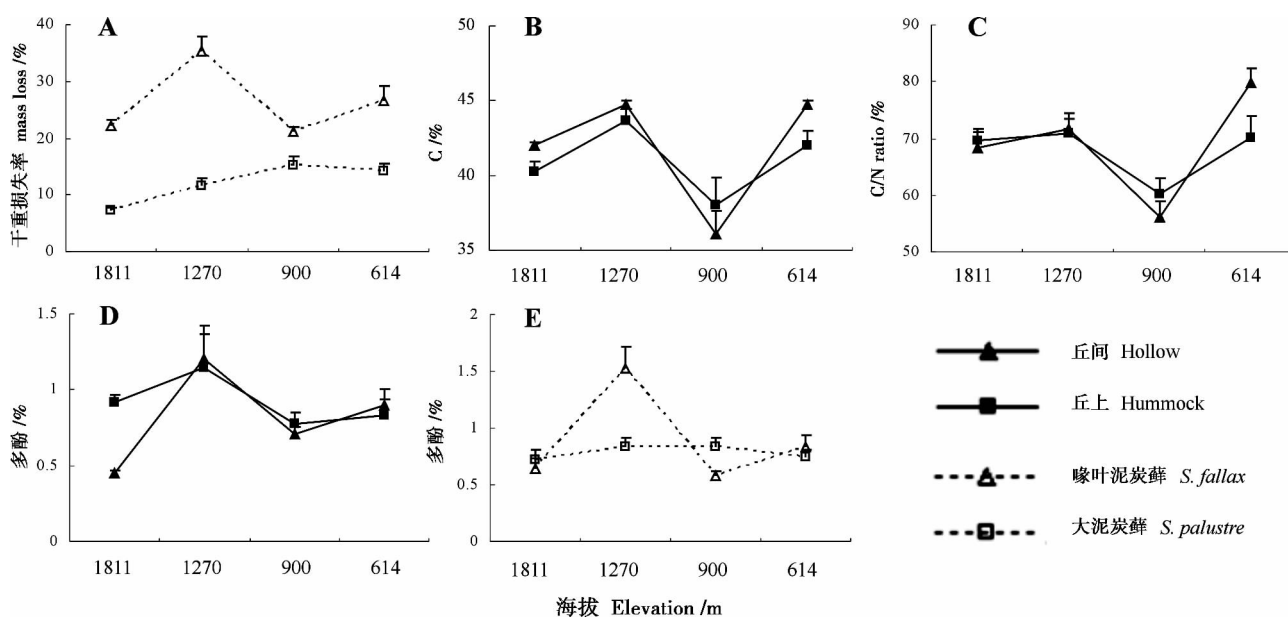 A
干重损失率 mass loss /%
40
30
20
10
0
1811 1270 900 614
B
C /%
50
45
40
35
1811 1270 900 614
C
C/N ratio /%
90
80
70
60
50
1811 1270 900 614
D
多酚 /%
1.5
1
0.5
0
1811 1270 900 614
E
多酚 /%
2
1.5
1
0.5
0
1811 1270 900 614
海拔 Elevation /m
丘间 Hollow
丘上 Hummock
喙叶泥炭藓 S. fallax
大泥炭藓 S. palustre